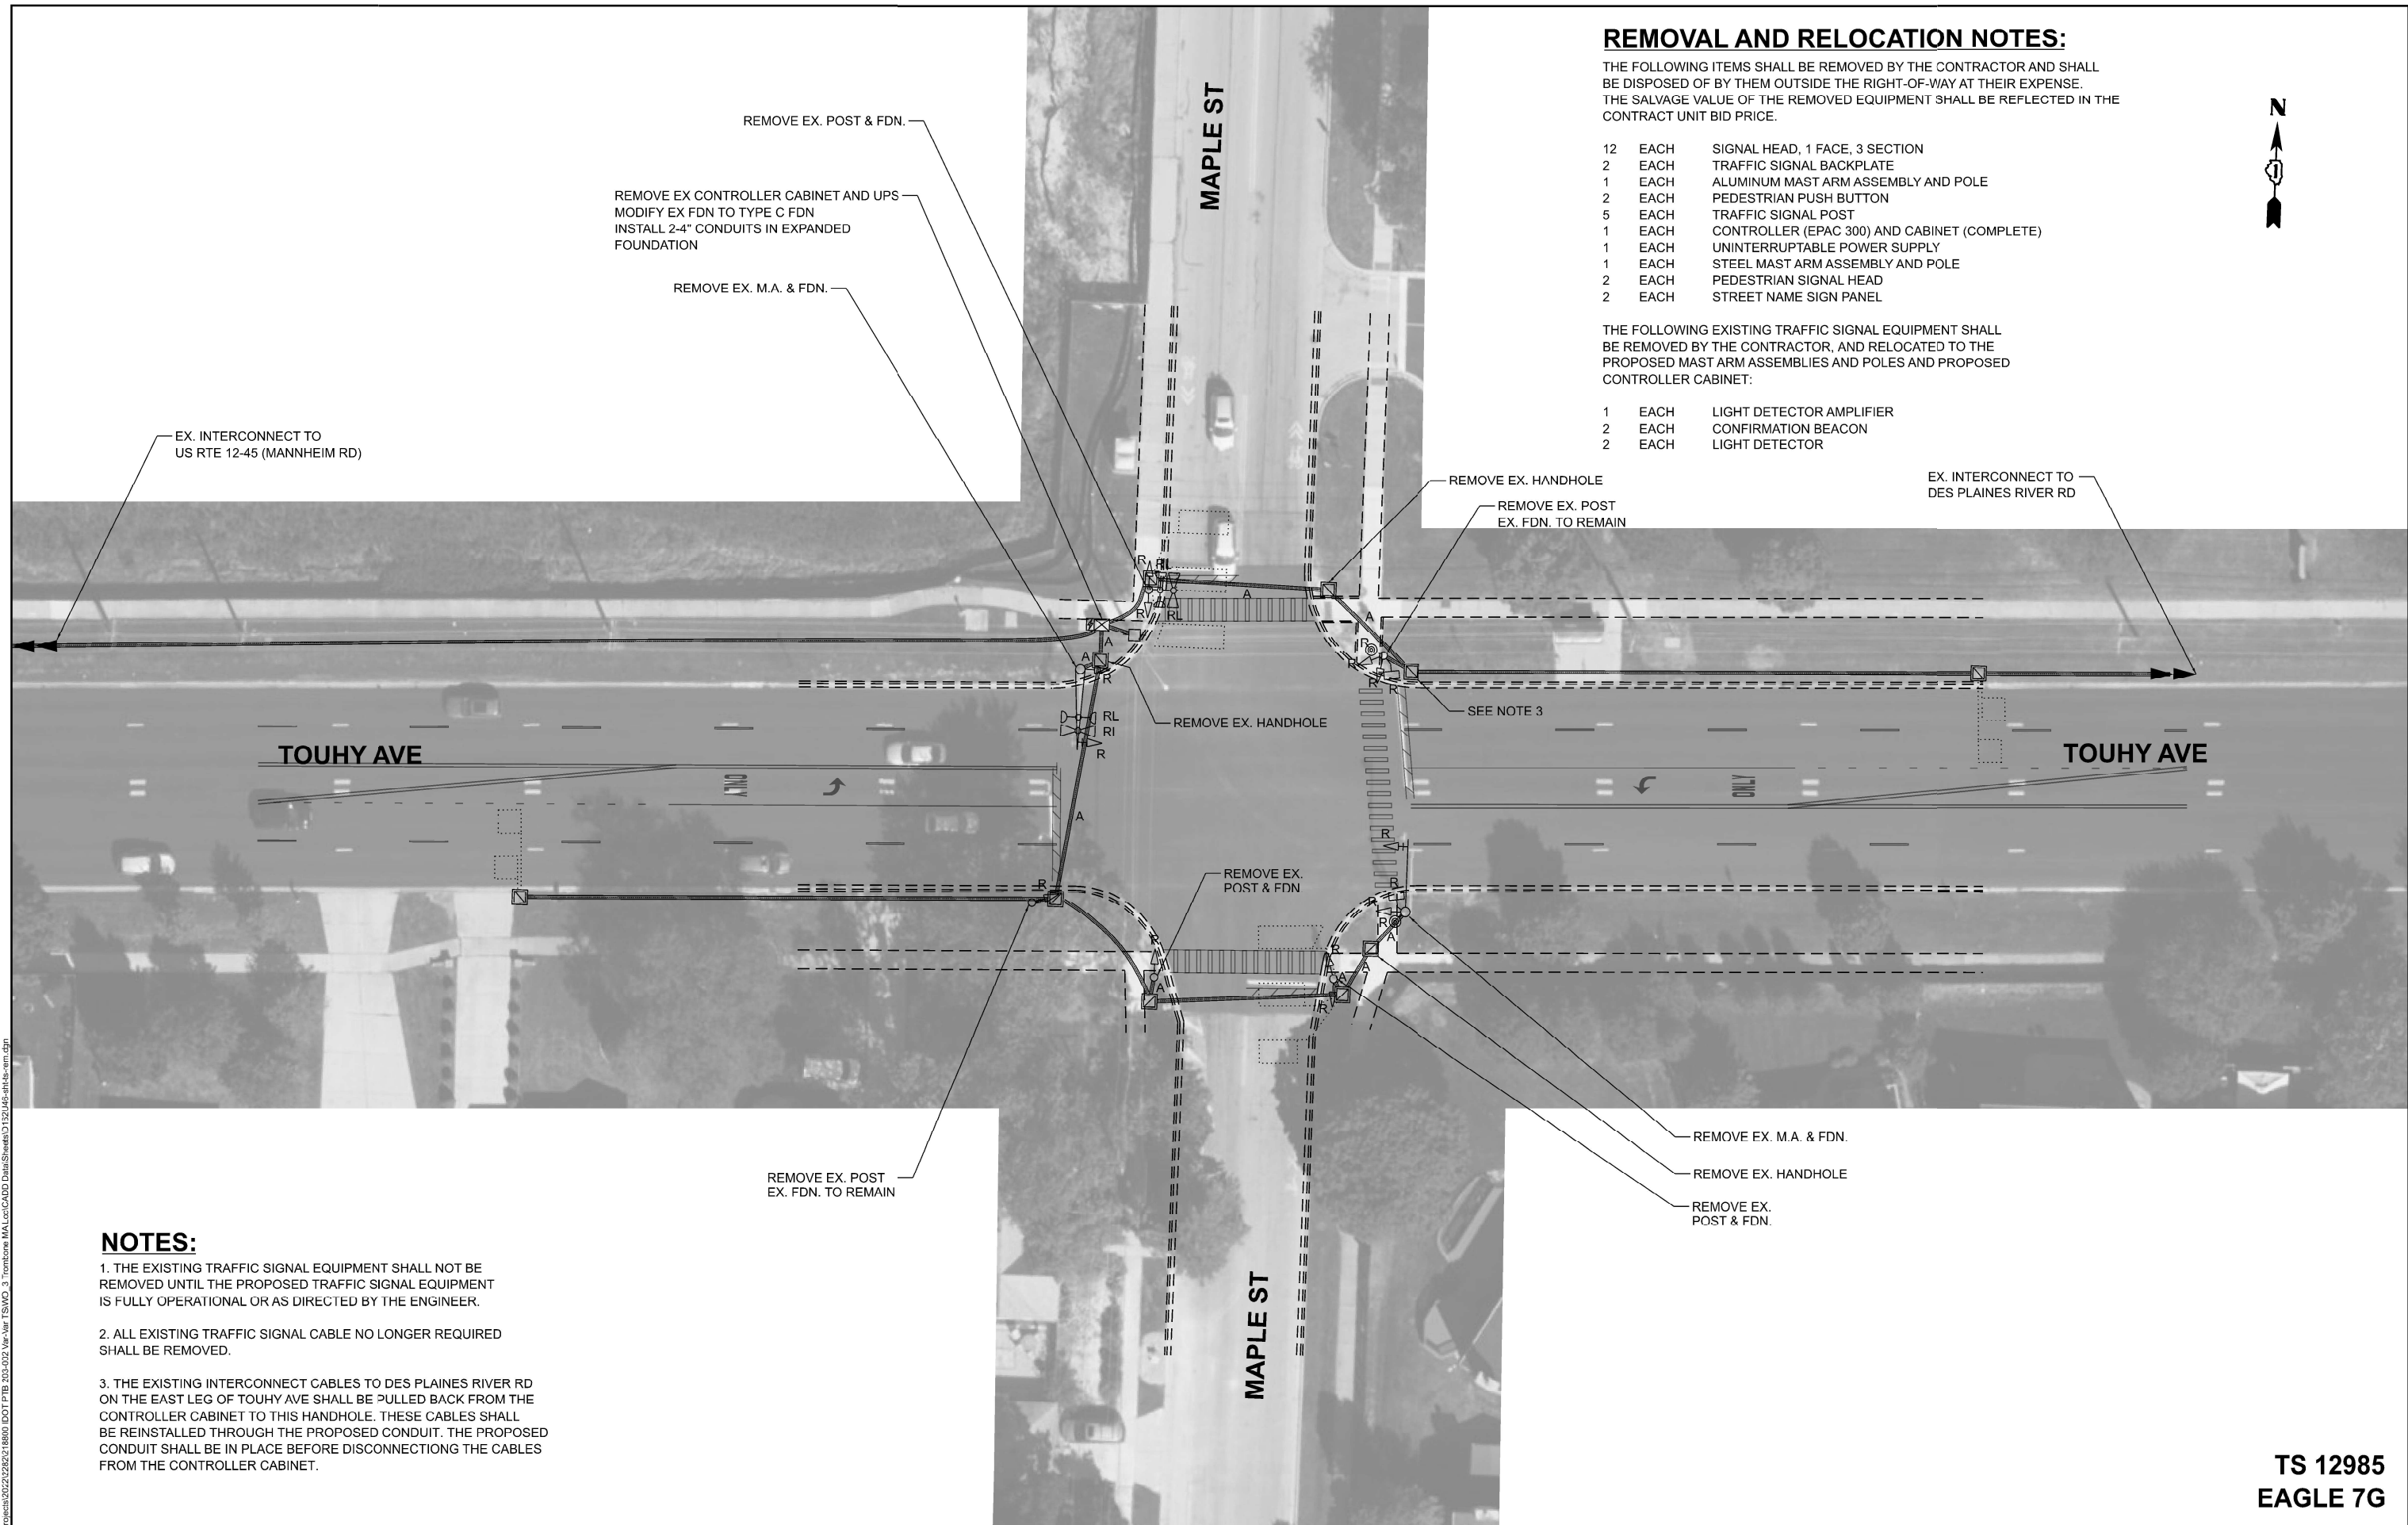 REMOVAL AND RELOCATION NOTES:
THE FOLLOWING ITEMS SHALL BE REMOVED BY THE CONTRACTOR AND SHALL
BE DISPOSED OF BY THEM OUTSIDE THE RIGHT-OF-WAY AT THEIR EXPENSE.
THE SALVAGE VALUE OF THE REMOVED EQUIPMENT SHALL BE REFLECTED IN THE
CONTRACT UNIT BID PRICE.
12 EACH SIGNAL HEAD, 1 FACE, 3 SECTION
2 EACH TRAFFIC SIGNAL BACKPLATE
1 EACH ALUMINUM MAST ARM ASSEMBLY AND POLE
2 EACH PEDESTRIAN PUSH BUTTON
5 EACH TRAFFIC SIGNAL POST
1 EACH CONTROLLER (EPAC 300) AND CABINET (COMPLETE)
1 EACH UNINTERRUPTABLE POWER SUPPLY
1 EACH STEEL MAST ARM ASSEMBLY AND POLE
2 EACH PEDESTRIAN SIGNAL HEAD
2 EACH STREET NAME SIGN PANEL
THE FOLLOWING EXISTING TRAFFIC SIGNAL EQUIPMENT SHALL
BE REMOVED BY THE CONTRACTOR, AND RELOCATED TO THE
PROPOSED MAST ARM ASSEMBLIES AND POLES AND PROPOSED
CONTROLLER CABINET:
1 EACH LIGHT DETECTOR AMPLIFIER
2 EACH CONFIRMATION BEACON
2 EACH LIGHT DETECTOR
N
1
MAPLE ST
REMOVE EX. POST & FDN.
REMOVE EX CONTROLLER CABINET AND UPS
MODIFY EX FDN TO TYPE C FDN
INSTALL 2-4" CONDUITS IN EXPANDED
FOUNDATION
REMOVE EX. M.A. & FDN.
EX. INTERCONNECT TO
US RTE 12-45 (MANNHEIM RD)
REMOVE EX. HANDHOLE
REMOVE EX. POST
EX. FDN. TO REMAIN
EX. INTERCONNECT TO
DES PLAINES RIVER RD
R
R
RL
A
A
A
A
R
R
R
R
R
RL
RI
R
REMOVE EX. HANDHOLE
SEE NOTE 3
TOUHY AVE
TOUHY AVE
ONLY
ONLY
A
R
REMOVE EX.
POST & FDN
R
R
R
R
A
R
R
A
A
A
R
REMOVE EX. M.A. & FDN.
REMOVE EX. HANDHOLE
REMOVE EX.
POST & FDN.
REMOVE EX. POST
EX. FDN. TO REMAIN
MAPLE ST
NOTES:
1. THE EXISTING TRAFFIC SIGNAL EQUIPMENT SHALL NOT BE
REMOVED UNTIL THE PROPOSED TRAFFIC SIGNAL EQUIPMENT
IS FULLY OPERATIONAL OR AS DIRECTED BY THE ENGINEER.
2. ALL EXISTING TRAFFIC SIGNAL CABLE NO LONGER REQUIRED
SHALL BE REMOVED.
3. THE EXISTING INTERCONNECT CABLES TO DES PLAINES RIVER RD
ON THE EAST LEG OF TOUHY AVE SHALL BE PULLED BACK FROM THE
CONTROLLER CABINET TO THIS HANDHOLE. THESE CABLES SHALL
BE REINSTALLED THROUGH THE PROPOSED CONDUIT. THE PROPOSED
CONDUIT SHALL BE IN PLACE BEFORE DISCONNECTIONG THE CABLES
FROM THE CONTROLLER CABINET.
TS 12985
EAGLE 7G